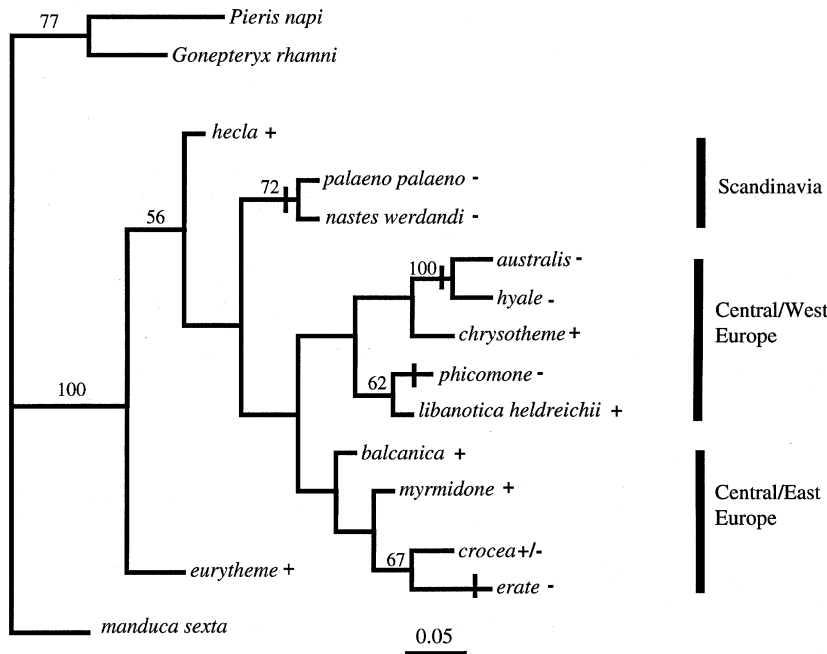 77
Pieris napi
Gonepteryx rhamni
hecla +
72
palaeno palaeno -
nastes werdandi -
Scandinavia
56
100
australis -
hyale -
chrysotheme +
Central/West
Europe
62
phicomone -
libanotica heldreichii +
100
balcanica +
myrmidone +
Central/East
Europe
67
crocea+/-
erate -
eurytheme +
manduca sexta
0.05